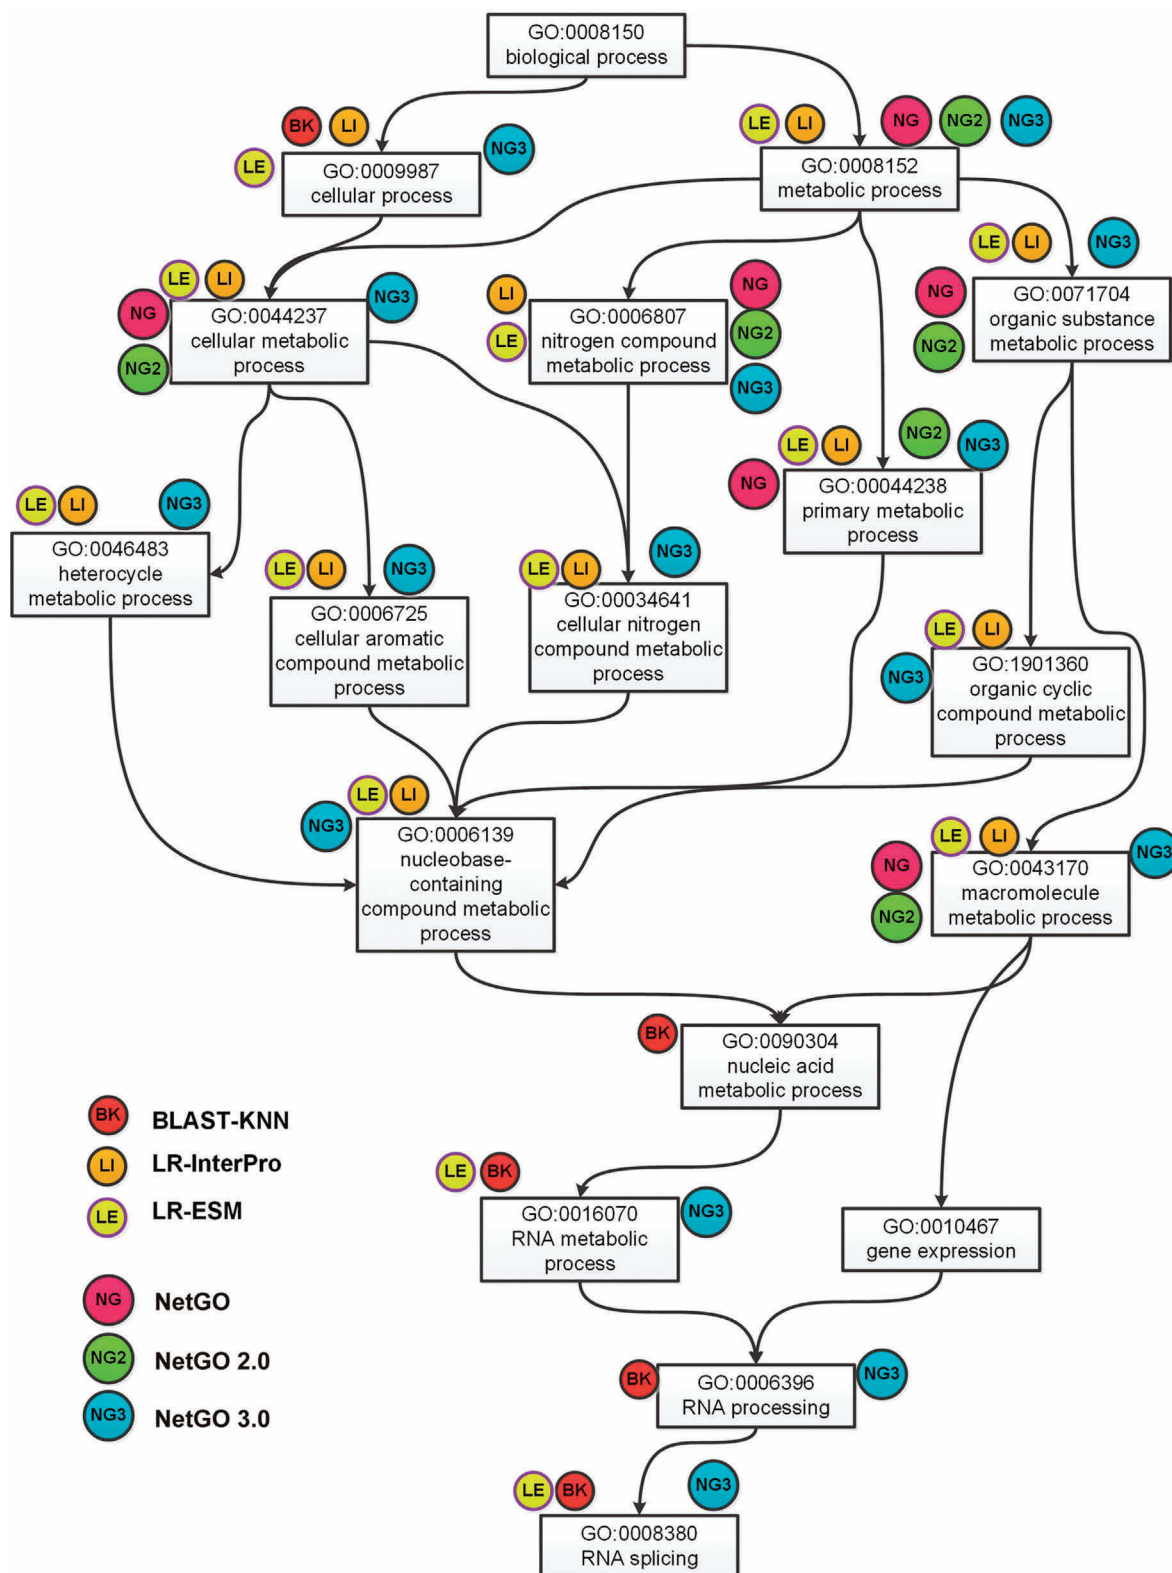 GO:0008150
biological process
BK LI
LE
NG3
GO:0009987
cellular process
LE LI
NG NG2 NG3
GO:0008152
metabolic process
LE LI
NG NG2
NG3
GO:0044237
cellular metabolic
process
LI
LE
NG
NG2
NG3
GO:0006807
nitrogen compound
metabolic process
LE LI NG3
NG
NG2
GO:0071704
organic substance
metabolic process
LE LI NG2 NG3
NG
GO:00044238
primary metabolic
process
LE LI NG3
GO:0046483
heterocycle
metabolic process
LE LI NG3
GO:0006725
cellular aromatic
compound metabolic
process
LE LI NG3
GO:00034641
cellular nitrogen
compound metabolic
process
LE LI
NG3
GO:1901360
organic cyclic
compound metabolic
process
LE LI
NG3
GO:0006139
nucleobase-
containing
compound metabolic
process
LE LI NG3
NG
NG2
GO:0043170
macromolecule
metabolic process
BK
GO:0090304
nucleic acid
metabolic process
LE BK
NG3
GO:0016070
RNA metabolic
process
GO:0010467
gene expression
BK
NG3
GO:0006396
RNA processing
LE BK NG3
GO:0008380
RNA splicing
BK BLAST-KNN
LI LR-InterPro
LE LR-ESM
NG NetGO
NG2 NetGO 2.0
NG3 NetGO 3.0